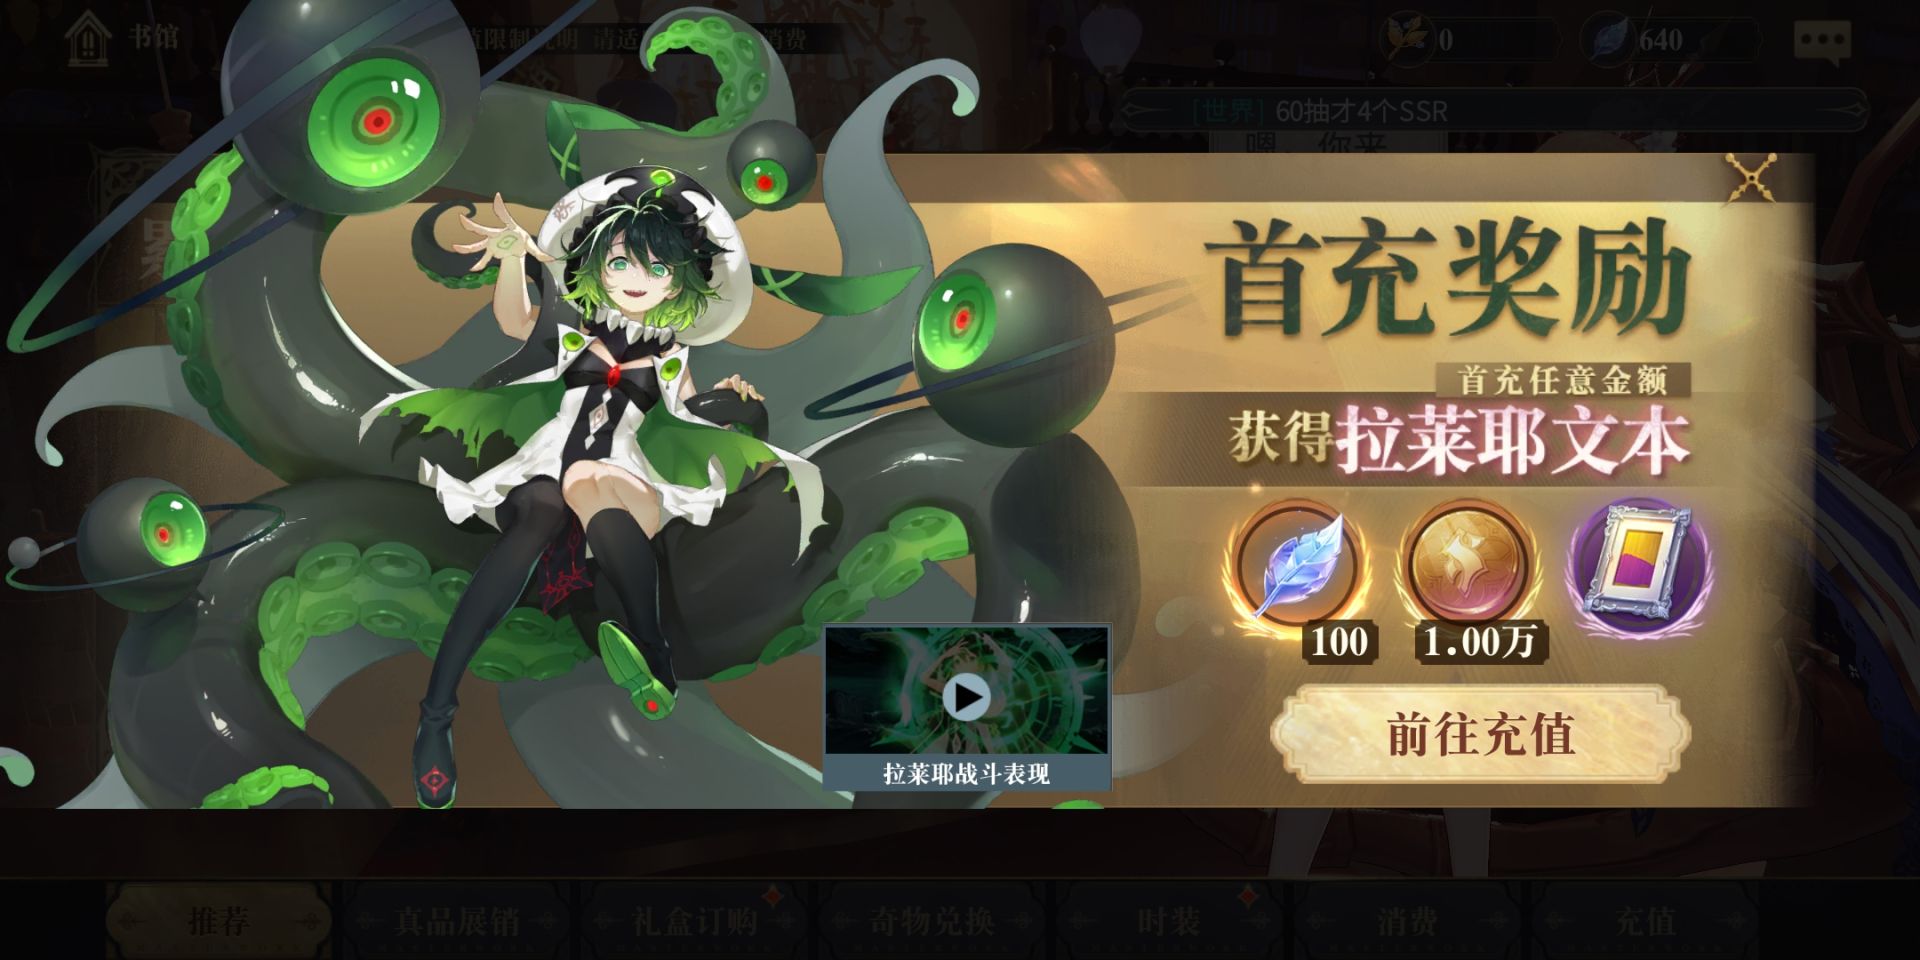 书馆
0
640
[世界] 60抽才4个SSR
嗯，你来
首充奖励
首充任意金额
获得拉莱耶文本
100
1.00万
前往充值
拉莱耶战斗表现
推荐
真品展销
礼盒订购
奇物兑换
时装
消费
充值